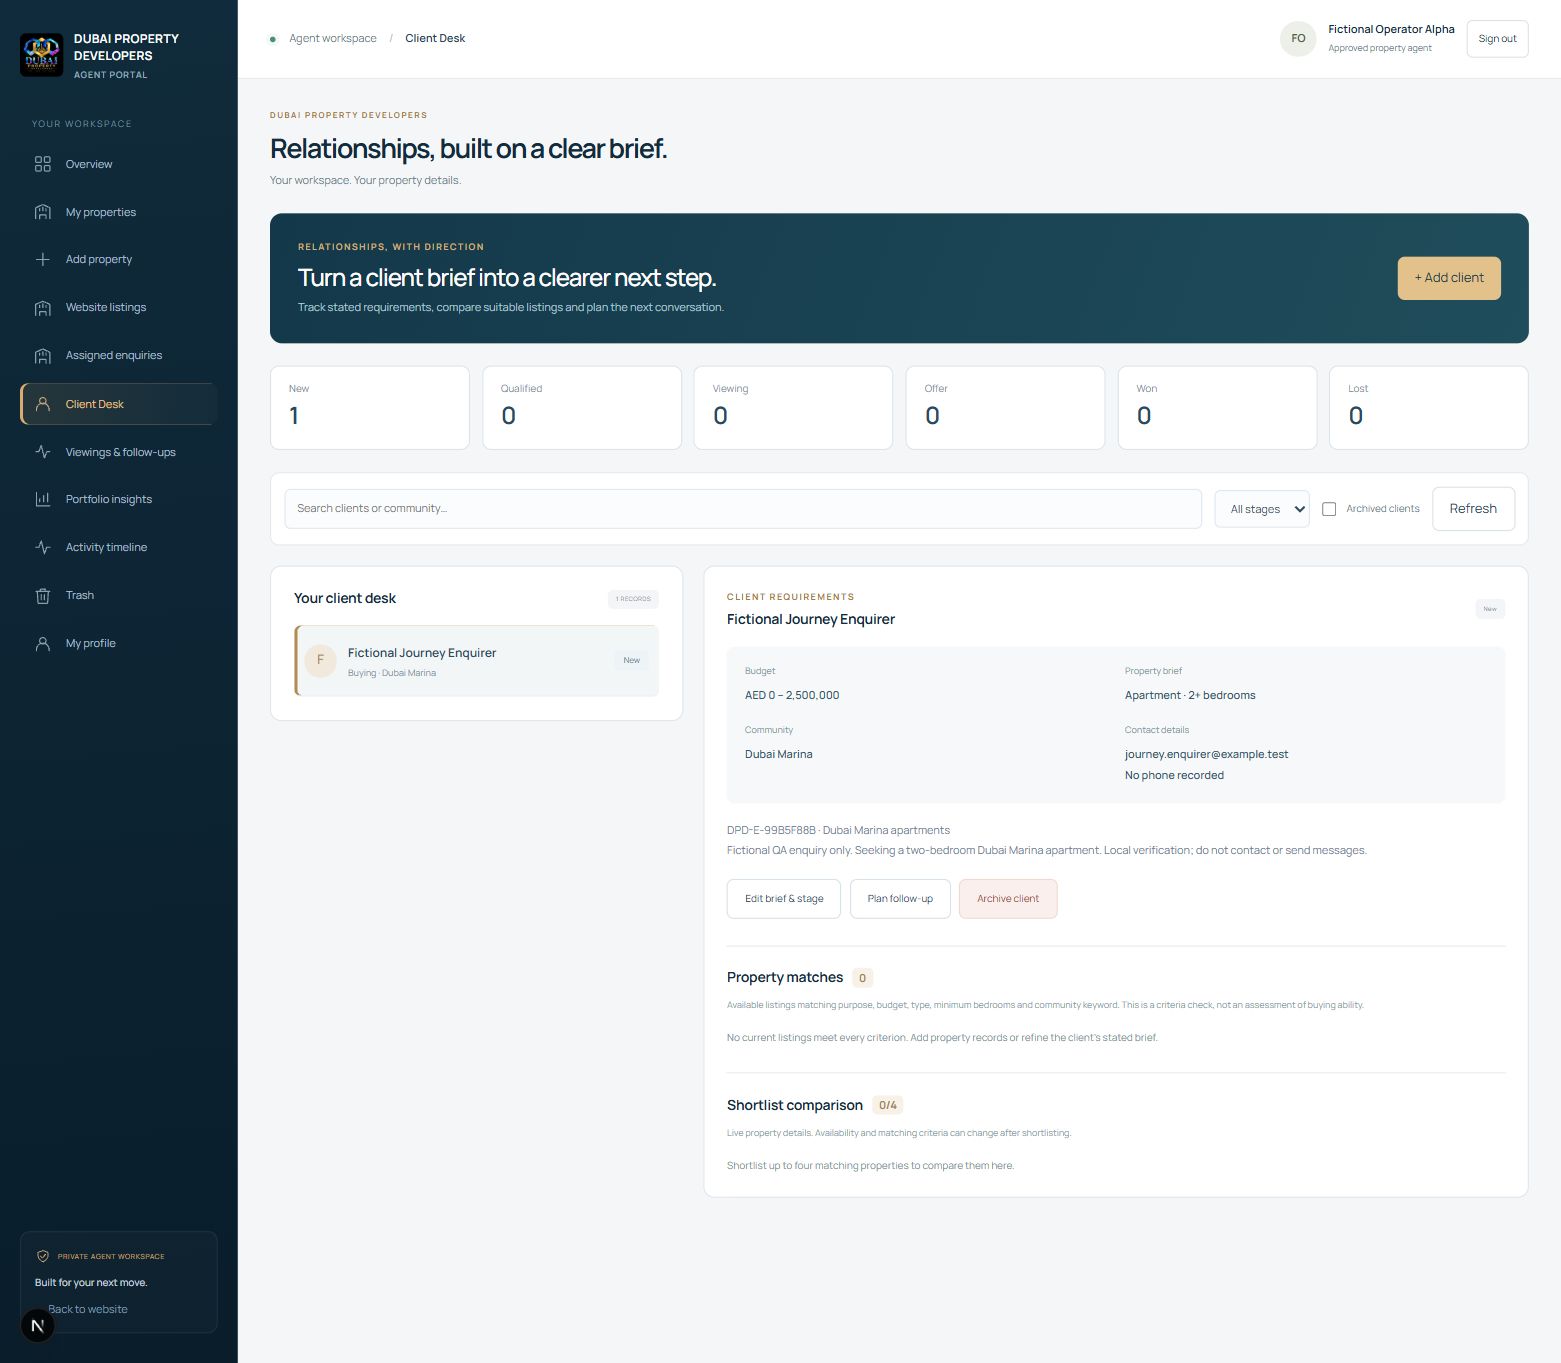 DUBAI PROPERTY
DEVELOPERS
AGENT PORTAL
YOUR WORKSPACE
Overview
My properties
Add property
Website listings
Assigned enquiries
Client Desk
Viewings & follow-ups
Portfolio insights
Activity timeline
Trash
My profile
PRIVATE AGENT WORKSPACE
Built for your next move.
Back to website
N
Agent workspace / Client Desk
FO
Fictional Operator Alpha
Approved property agent
Sign out
DUBAI PROPERTY DEVELOPERS
Relationships, built on a clear brief.
Your workspace. Your property details.
RELATIONSHIPS, WITH DIRECTION
Turn a client brief into a clearer next step.
Track stated requirements, compare suitable listings and plan the next conversation.
+ Add client
New
1
Qualified
0
Viewing
0
Offer
0
Won
0
Lost
0
Search clients or community...
All stages
Archived clients
Refresh
Your client desk
1 RECORDS
F
Fictional Journey Enquirer
Buying · Dubai Marina
New
CLIENT REQUIREMENTS
Fictional Journey Enquirer
New
Budget
AED 0 – 2,500,000
Property brief
Apartment · 2+ bedrooms
Community
Dubai Marina
Contact details
journey.enquirer@example.test
No phone recorded
DPD-E-99B5F88B · Dubai Marina apartments
Fictional QA enquiry only. Seeking a two-bedroom Dubai Marina apartment. Local verification; do not contact or send messages.
Edit brief & stage
Plan follow-up
Archive client
Property matches 0
Available listings matching purpose, budget, type, minimum bedrooms and community keyword. This is a criteria check, not an assessment of buying ability.
No current listings meet every criterion. Add property records or refine the client's stated brief.
Shortlist comparison 0/4
Live property details. Availability and matching criteria can change after shortlisting.
Shortlist up to four matching properties to compare them here.